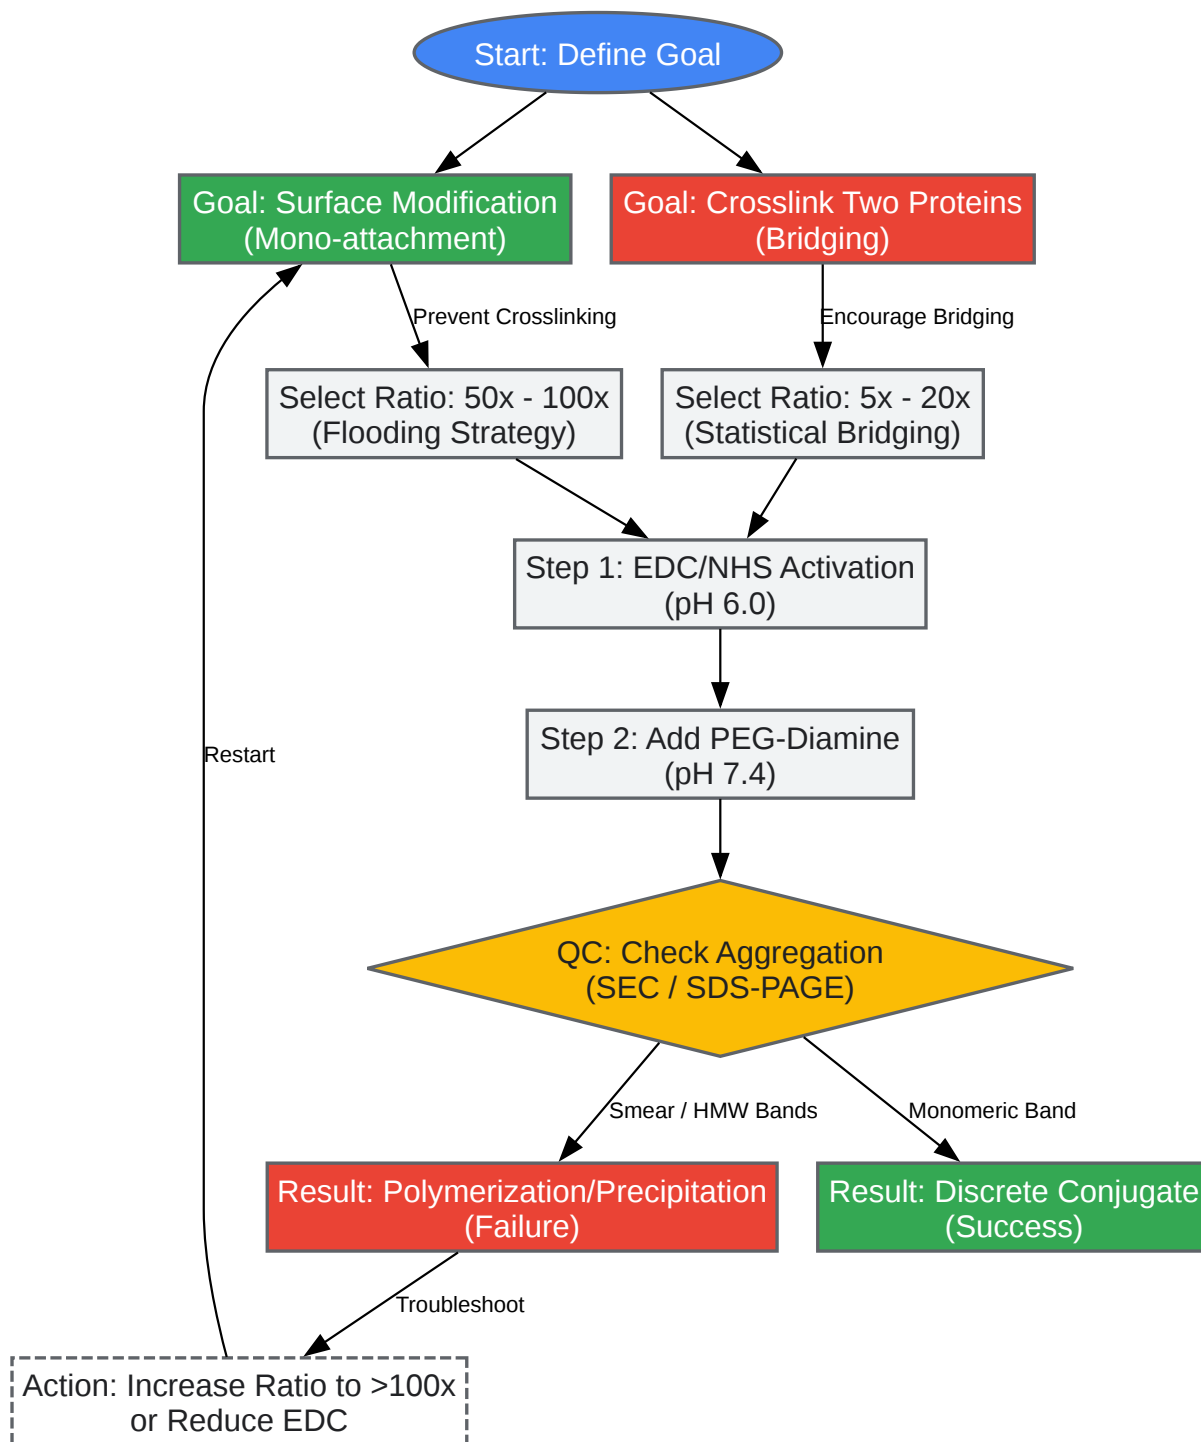 Start: Define Goal
Goal: Surface Modification
(Mono-attachment)
Goal: Crosslink Two Proteins
(Bridging)
Prevent Crosslinking
Encourage Bridging
Select Ratio: 50x - 100x
(Flooding Strategy)
Select Ratio: 5x - 20x
(Statistical Bridging)
Step 1: EDC/NHS Activation
(pH 6.0)
Step 2: Add PEG-Diamine
(pH 7.4)
Restart
QC: Check Aggregation
(SEC / SDS-PAGE)
Smear / HMW Bands
Monomeric Band
Result: Polymerization/Precipitation
(Failure)
Result: Discrete Conjugate
(Success)
Troubleshoot
Action: Increase Ratio to >100x
or Reduce EDC